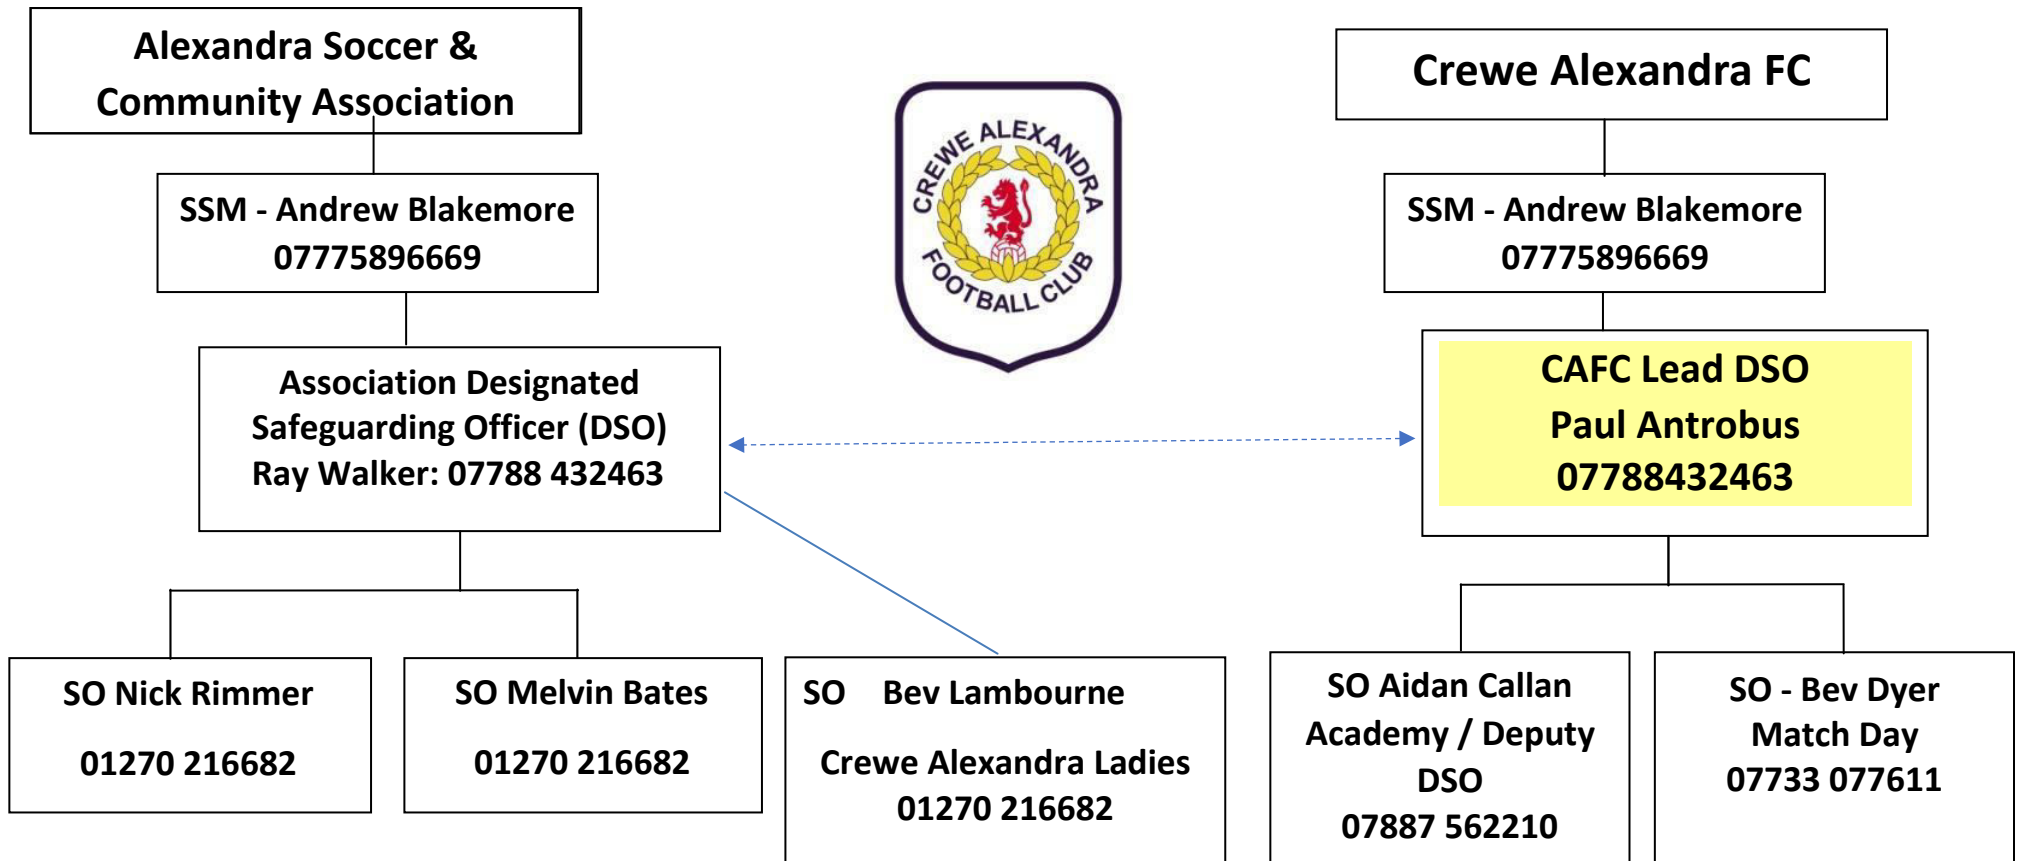 Alexandra Soccer &
Community Association
Crewe Alexandra FC
CREWE ALEXANDRA
FOOTBALL CLUB
SSM - Andrew Blakemore
07775896669
SSM - Andrew Blakemore
07775896669
Association Designated
Safeguarding Officer (DSO)
Ray Walker: 07788 432463
CAFC Lead DSO
Paul Antrobus
07788432463
SO Nick Rimmer
01270 216682
SO Melvin Bates
01270 216682
SO Bev Lambourne
Crewe Alexandra Ladies
01270 216682
SO Aidan Callan
Academy / Deputy
DSO
07887 562210
SO - Bev Dyer
Match Day
07733 077611